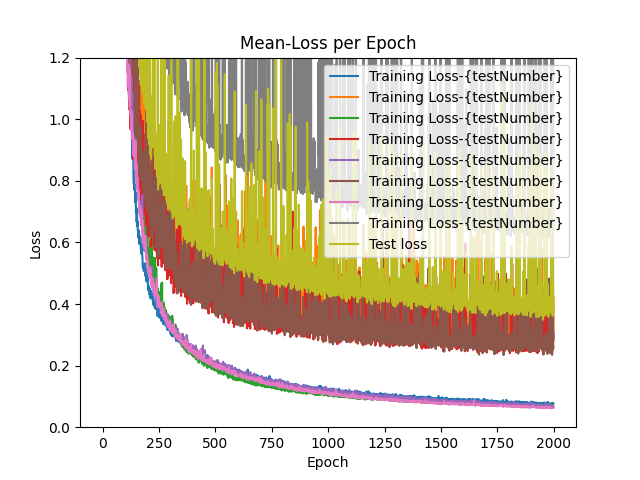 Mean-Loss per Epoch
1.2
1.0
0.8
0.6
0.4
0.2
0.0
Loss
Training Loss-{testNumber}
Training Loss-{testNumber}
Training Loss-{testNumber}
Training Loss-{testNumber}
Training Loss-{testNumber}
Training Loss-{testNumber}
Training Loss-{testNumber}
Training Loss-{testNumber}
Test loss
0 250 500 750 1000 1250 1500 1750 2000
Epoch